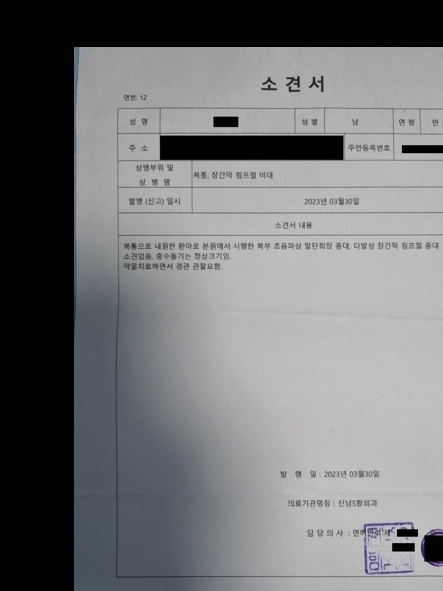 소견서
연번: 12
성 명 성 별 남 연 령 만
주 소 주민등록번호
상병부위 및
상 병 명
복통, 장간막 림프절 비대
발행 (신고) 일시 2023년 03월30일
소견서 내용
복통으로 내원한 환아로 본원에서 시행한 복부 초음파상 말단회장 종대, 다발성 장간막 림프절 종대
소견있음. 충수돌기는 정상크기임.
약물치료하면서 경관 관찰요함.
발 행 일 : 2023년 03월30일
의료기관명칭 : 신남S항외과
담 당 의 사 : 면허